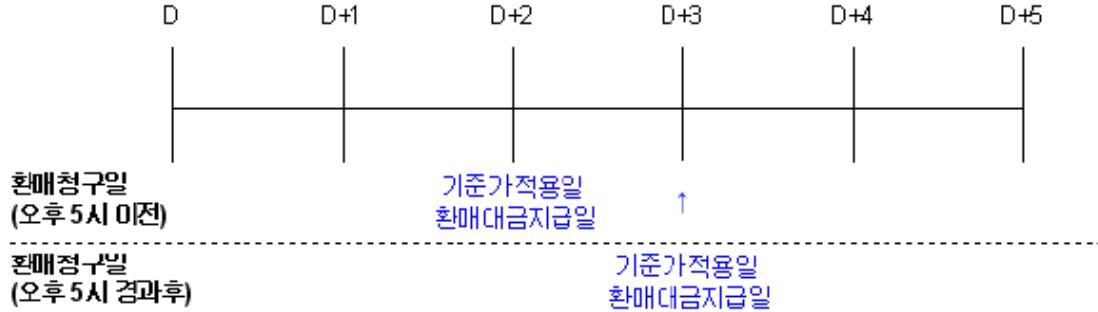 D D+1 D+2 D+3 D+4 D+5
환매청구일
(오후 5시 이전)
기준가적용일
환매대금지급일
↑
환매청구일
(오후 5시 경과후)
기준가적용일
환매대금지급일